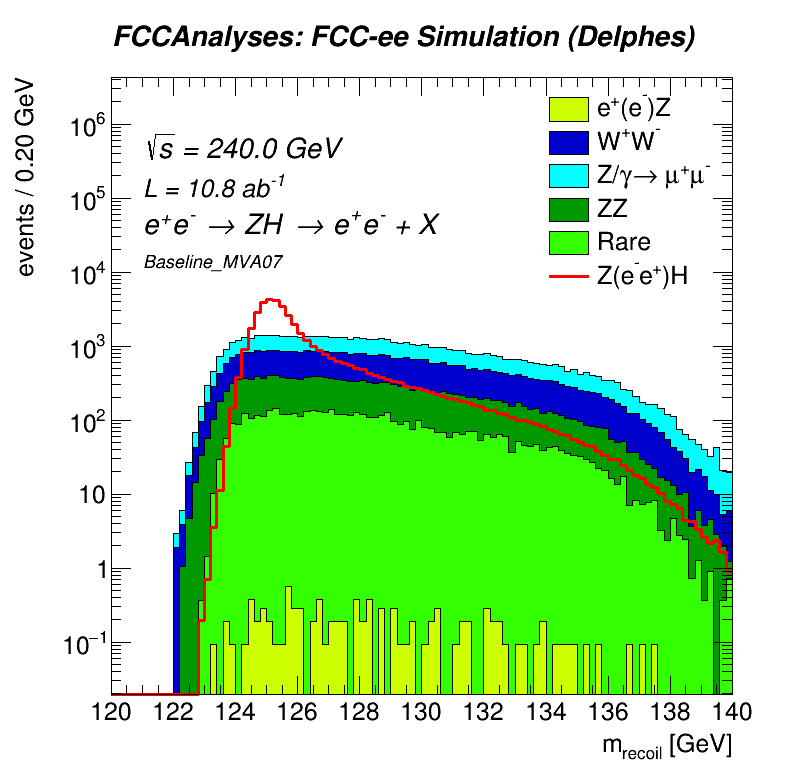 FCCAnalyses: FCC-ee Simulation (Delphes)
events / 0.20 GeV
√s = 240.0 GeV
L = 10.8 ab⁻¹
e⁺e⁻ → ZH → e⁺e⁻ + X
Baseline_MVA07
e⁺(e⁻)Z
W⁺W⁻
Z/γ→ μ⁺μ⁻
ZZ
Rare
Z(e⁻e⁺)H
10⁶
10⁵
10⁴
10³
10²
10
1
10⁻¹
120 122 124 126 128 130 132 134 136 138 140
m_recoil [GeV]